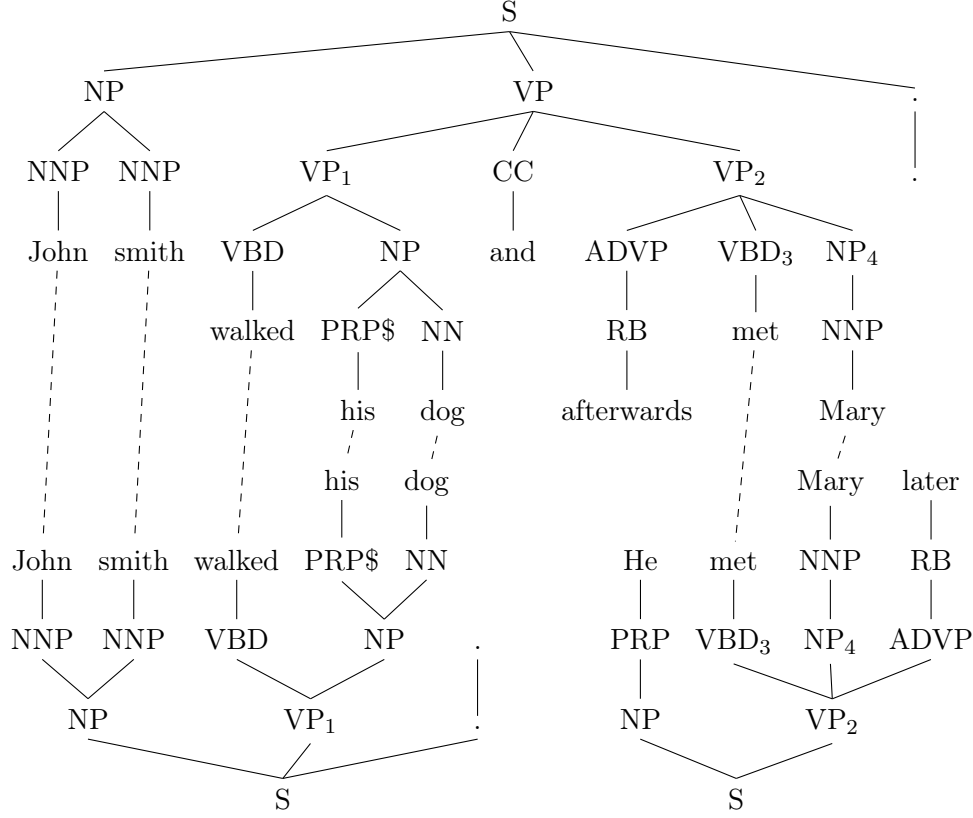 S
NP VP .
NNP NNP VP₁ CC VP₂ .
John smith VBD NP and ADVP VBD₃ NP₄
walked PRP$ NN RB met NNP
his dog afterwards Mary
his dog Mary later
John smith walked PRP$ NN He met NNP RB
NNP NNP VBD NP . PRP VBD₃ NP₄ ADVP
NP VP₁ . NP VP₂
S S